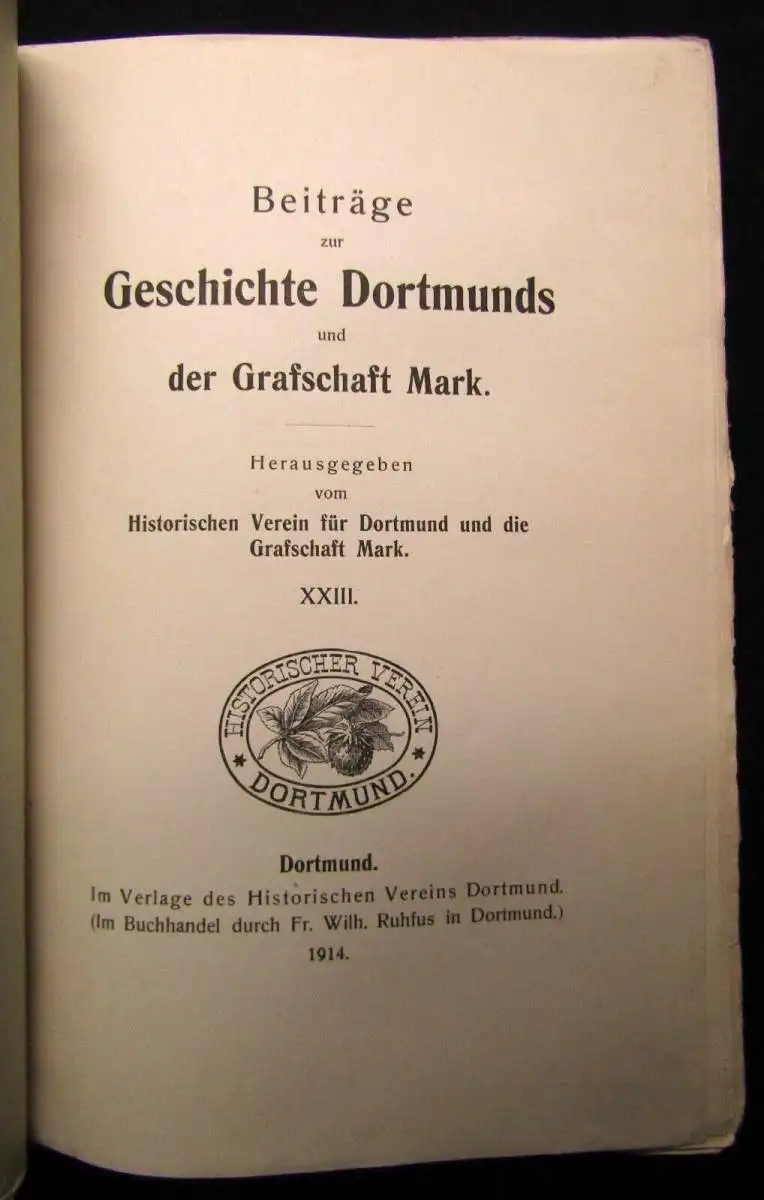 Beiträge
zur
Geschichte Dortmunds
und
der Grafschaft Mark.
Herausgegeben
vom
Historischen Verein für Dortmund und die
Grafschaft Mark.
XXIII.
HISTORISCHER VEREIN
* DORTMUND. *
Dortmund.
Im Verlage des Historischen Vereins Dortmund.
(Im Buchhandel durch Fr. Wilh. Ruhfus in Dortmund.)
1914.